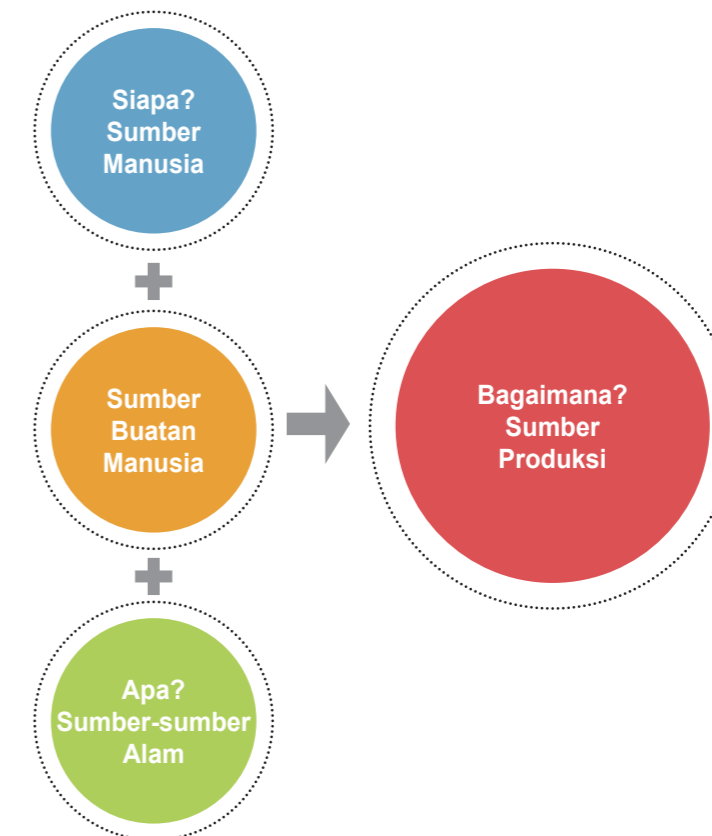 Siapa?
Sumber
Manusia
Sumber
Buatan
Manusia
Bagaimana?
Sumber
Produksi
Apa?
Sumber-sumber
Alam